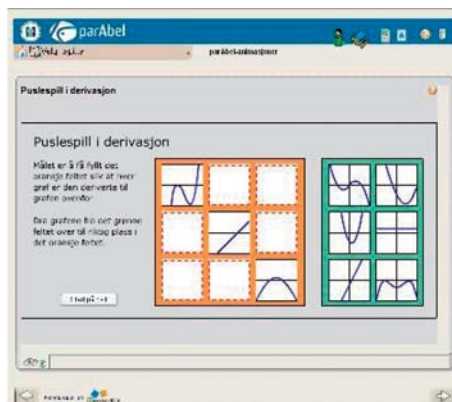 parAbel
parAbel-animasjoner
Puslespill i derivasjon
Puslespill i derivasjon
Målet er å få fylt det
oransje feltet slik at hver
graf er den deriverte til
grafen ovenfor.
Dra grafene fra det grønne
feltet over til riktig plass i
det oransje feltet.